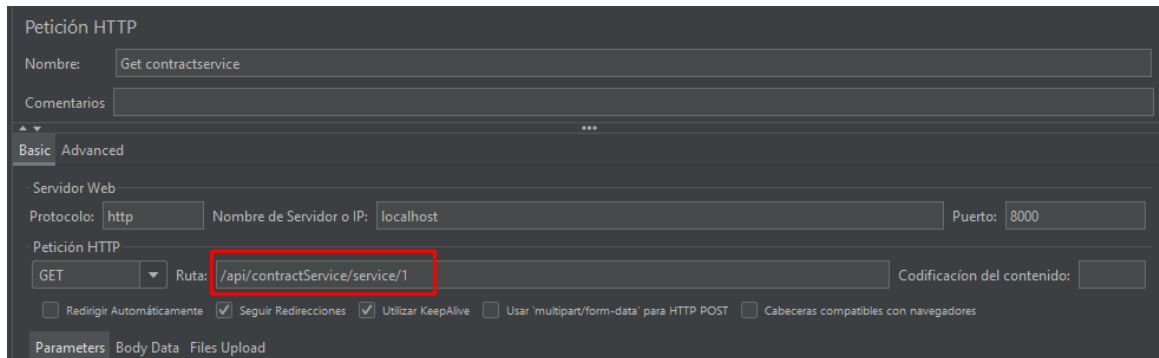 Petición HTTP
Nombre: Get contractservice
Comentarios
Basic Advanced
Servidor Web
Protocolo: http Nombre de Servidor o IP: localhost Puerto: 8000
Petición HTTP
GET Ruta: /api/contractService/service/1 Codificacíon del contenido:
Redirigir Automáticamente Seguir Redirecciones Utilizar KeepAlive Usar 'multipart/form-data' para HTTP POST Cabeceras compatibles con navegadores
Parameters Body Data Files Upload